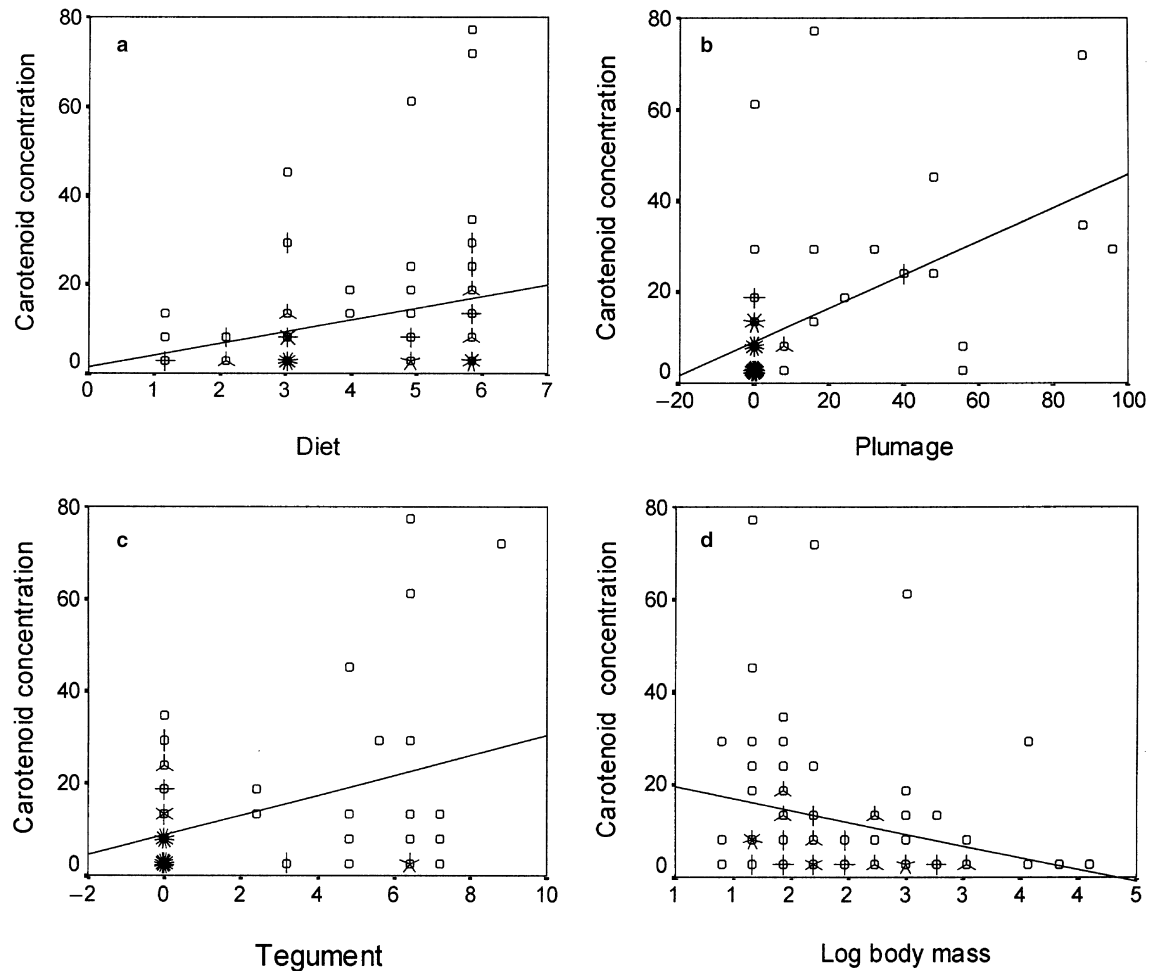 a
Carotenoid concentration
80
60
40
20
0
0 1 2 3 4 5 6 7
Diet
b
Carotenoid concentration
80
60
40
20
0
–20 0 20 40 60 80 100
Plumage
c
Carotenoid concentration
80
60
40
20
0
–2 0 2 4 6 8 10
Tegument
d
Carotenoid concentration
80
60
40
20
0
1 1 2 2 3 3 4 4 5
Log body mass